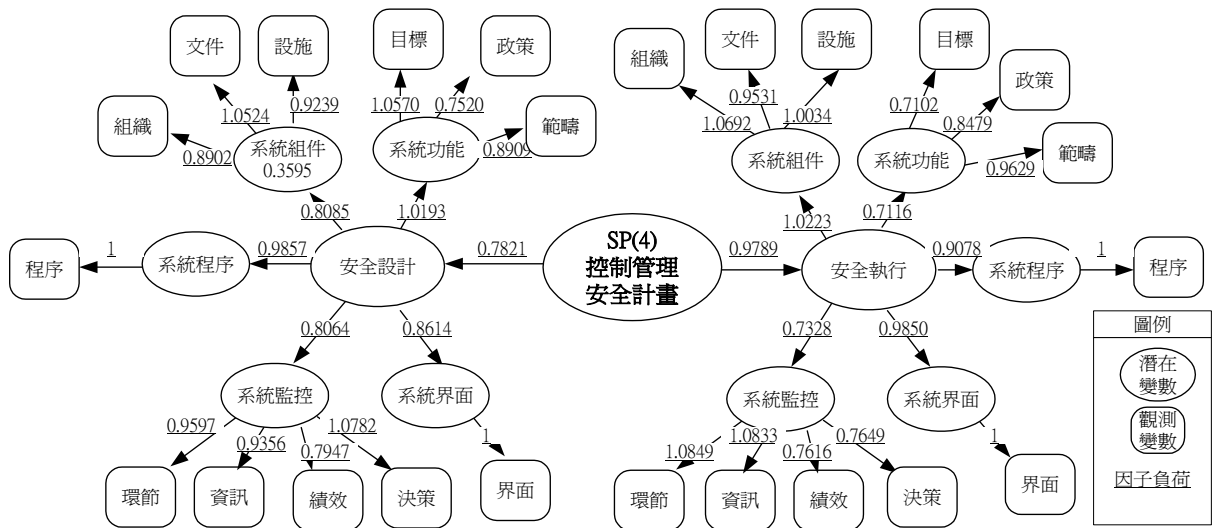 文件
設施
目標
政策
組織
1.0524
0.9239
1.0570
0.7520
0.8902
系統組件
0.3595
系統功能
0.8909
範疇
0.8085
1.0193
程序
1
系統程序
0.9857
安全設計
0.7821
SP(4)
控制管理
安全計畫
0.8064
0.8614
系統監控
系統界面
0.9597
0.9356
0.7947
1.0782
1
環節
資訊
績效
決策
界面
組織
文件
設施
目標
政策
1.0692
0.9531
1.0034
0.7102
0.8479
系統組件
系統功能
0.9629
範疇
1.0223
0.7116
0.9789
安全執行
0.9078
系統程序
1
程序
0.7328
0.9850
系統監控
系統界面
1.0849
1.0833
0.7616
0.7649
1
環節
資訊
績效
決策
界面
圖例
潛在
變數
觀測
變數
因子負荷